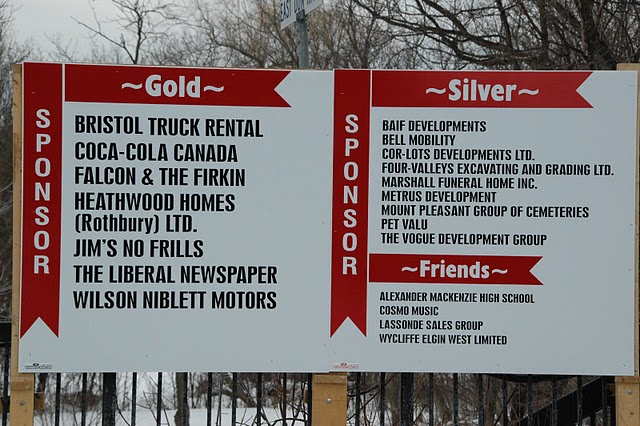 SPONSOR
~Gold~
BRISTOL TRUCK RENTAL
COCA-COLA CANADA
FALCON & THE FIRKIN
HEATHWOOD HOMES
(Rothbury) LTD.
JIM'S NO FRILLS
THE LIBERAL NEWSPAPER
WILSON NIBLETT MOTORS
SPONSOR
~Silver~
BAIF DEVELOPMENTS
BELL MOBILITY
COR-LOTS DEVELOPMENTS LTD.
FOUR-VALLEYS EXCAVATING AND GRADING LTD.
MARSHALL FUNERAL HOME INC.
METRUS DEVELOPMENT
MOUNT PLEASANT GROUP OF CEMETERIES
PET VALU
THE VOGUE DEVELOPMENT GROUP
~Friends~
ALEXANDER MACKENZIE HIGH SCHOOL
COSMO MUSIC
LASSONDE SALES GROUP
WYCLIFFE ELGIN WEST LIMITED